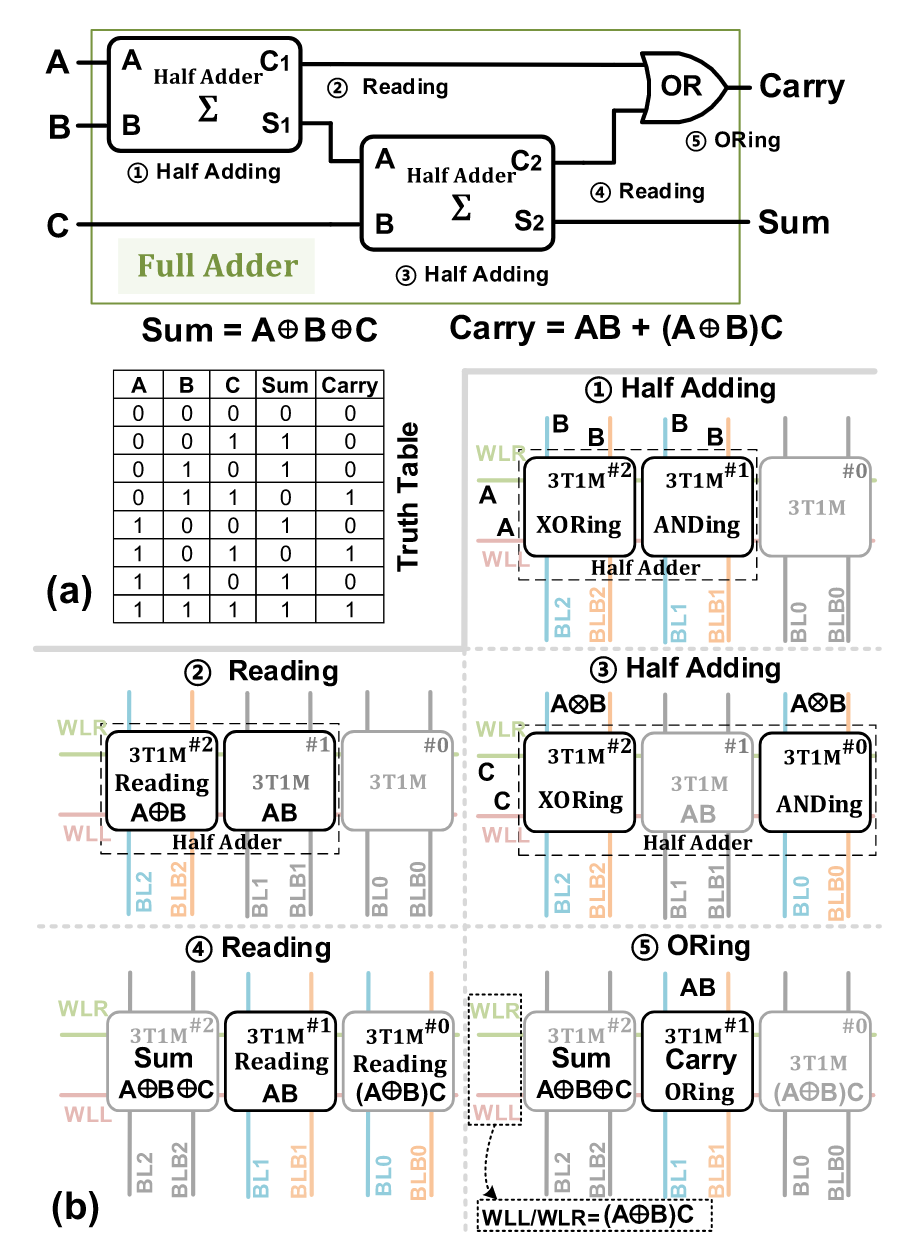 A
A
Half Adder
C1
② Reading
OR
Carry
Σ
B
B
S1
⑤ ORing
① Half Adding
A
Half Adder
C2
④ Reading
Σ
C
B
S2
Sum
Full Adder
③ Half Adding
Sum = A⊕B⊕C
Carry = AB + (A⊕B)C
A B C Sum Carry
0 0 0 0 0
0 0 1 1 0
0 1 0 1 0
0 1 1 0 1
1 0 0 1 0
1 0 1 0 1
1 1 0 1 0
1 1 1 1 1
Truth Table
(a)
① Half Adding
B B B B
WLR
3T1M #2
3T1M #1
3T1M #0
A
A
XORing
ANDing
WLL
Half Adder
BL2 BLB2 BL1 BLB1 BL0 BLB0
② Reading
WLR
3T1M #2
Reading
A⊕B
#1
3T1M
AB
#0
3T1M
WLL
Half Adder
BL2 BLB2 BL1 BLB1 BL0 BLB0
③ Half Adding
A⊗B
A⊗B
WLR
3T1M #2
XORing
#1
3T1M
AB
3T1M #0
ANDing
C
C
WLL
Half Adder
BL2 BLB2 BL1 BLB1 BL0 BLB0
④ Reading
WLR
3T1M #2
Sum
A⊕B⊕C
3T1M #1
Reading
AB
3T1M #0
Reading
(A⊕B)C
WLL
BL2 BLB2 BL1 BLB1 BL0 BLB0
(b)
⑤ ORing
AB
WLR
3T1M #2
Sum
A⊕B⊕C
3T1M #1
Carry
ORing
#0
3T1M
(A⊕B)C
WLL
BL2 BLB2 BL1 BLB1 BL0 BLB0
WLL/WLR=(A⊕B)C